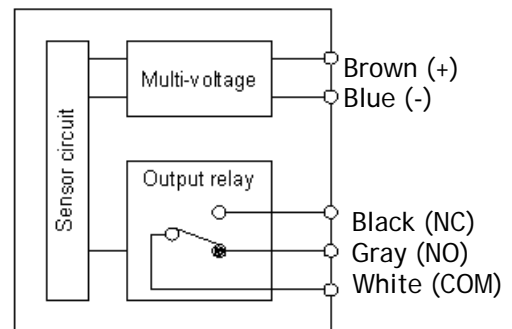 Multi-voltage
Brown (+)
Blue (-)
Sensor circuit
Output relay
Black (NC)
Gray (NO)
White (COM)